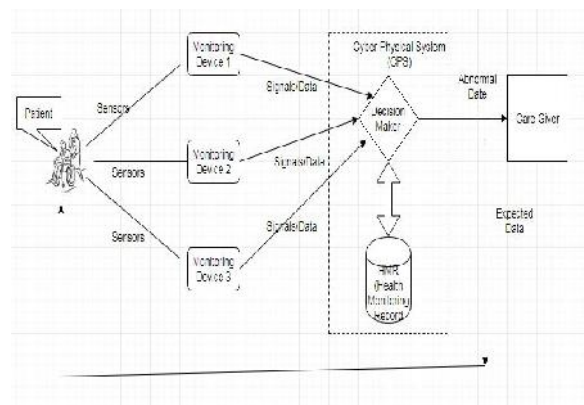 Patient
Sensors
Sensors
Sensors
Monitoring
Device 1
Monitoring
Device 2
Monitoring
Device 3
Signals/Data
Signals/Data
Signals/Data
Cyber Physical System
(CPS)
Decision
Maker
HMR
(Health
Monitoring
Record
Abnormal
Date
Care Giver
Expected
Data